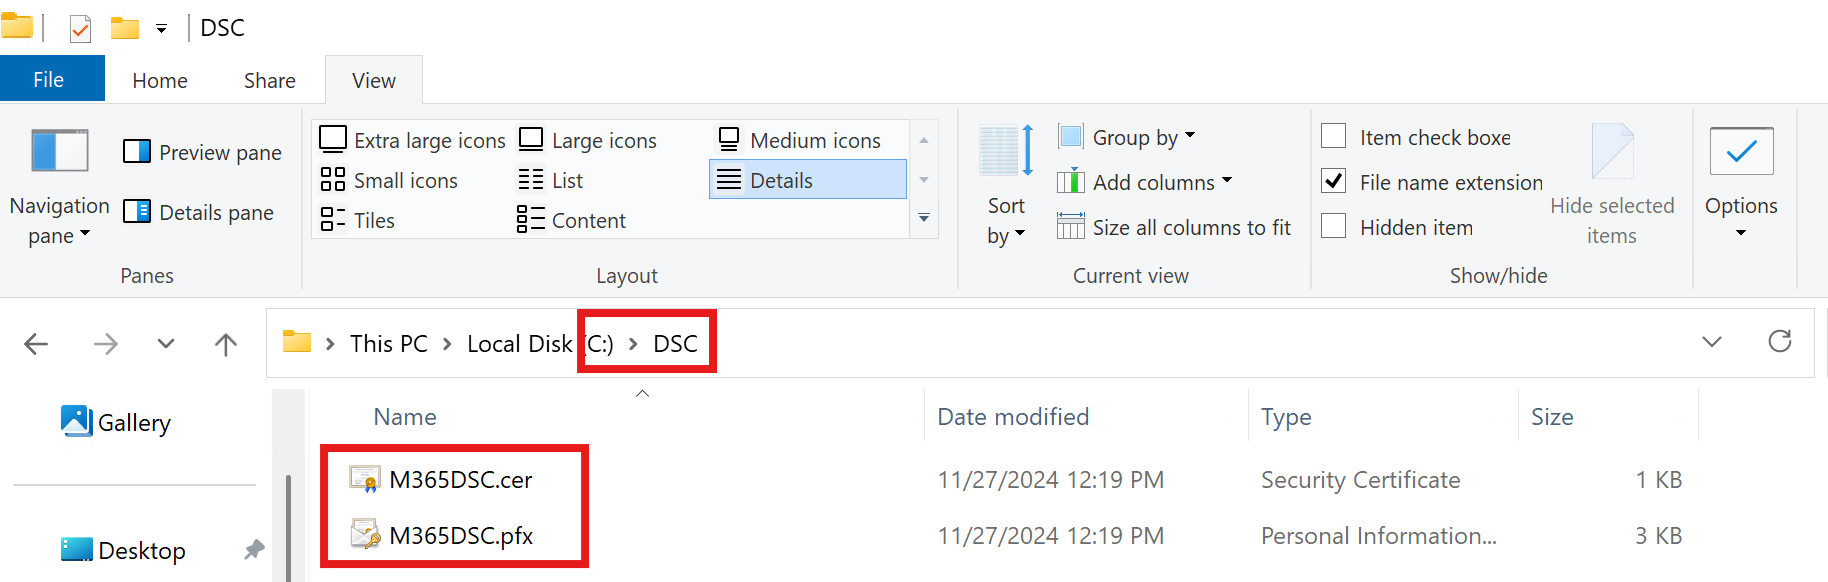 DSC
File Home Share View
Navigation pane
Preview pane
Details pane
Panes
Extra large icons Large icons Medium icons
Small icons List Details
Tiles Content
Layout
Sort by
Group by
Add columns
Size all columns to fit
Current view
Item check boxe
File name extension
Hidden item
Hide selected items
Show/hide
Options
This PC Local Disk (C:) DSC
Gallery
Desktop
Name Date modified Type Size
M365DSC.cer 11/27/2024 12:19 PM Security Certificate 1 KB
M365DSC.pfx 11/27/2024 12:19 PM Personal Information... 3 KB